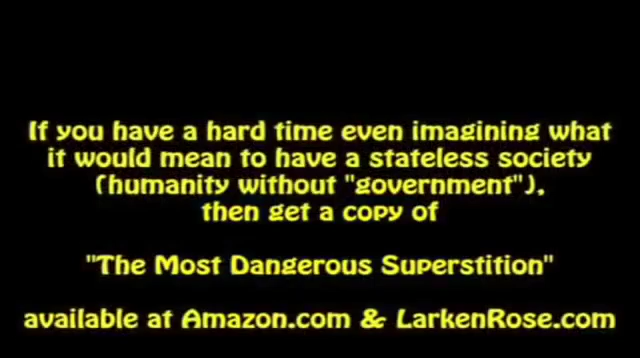 If you have a hard time even imagining what
it would mean to have a stateless society
(humanity without "government"),
then get a copy of
"The Most Dangerous Superstition"
available at Amazon.com & LarkenRose.com